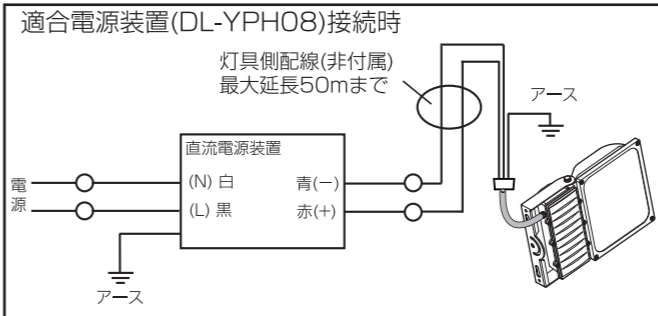 適合電源装置(DL-YPH08)接続時
灯具側配線(非付属)
最大延長50mまで
アース
直流電源装置
電源
(N) 白
青(−)
(L) 黒
赤(+)
アース